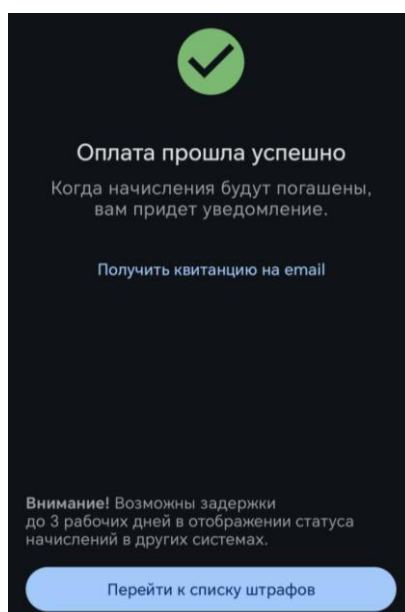 Оплата прошла успешно
Когда начисления будут погашены,
вам придет уведомление.
Получить квитанцию на email
Внимание! Возможны задержки
до 3 рабочих дней в отображении статуса
начислений в других системах.
Перейти к списку штрафов